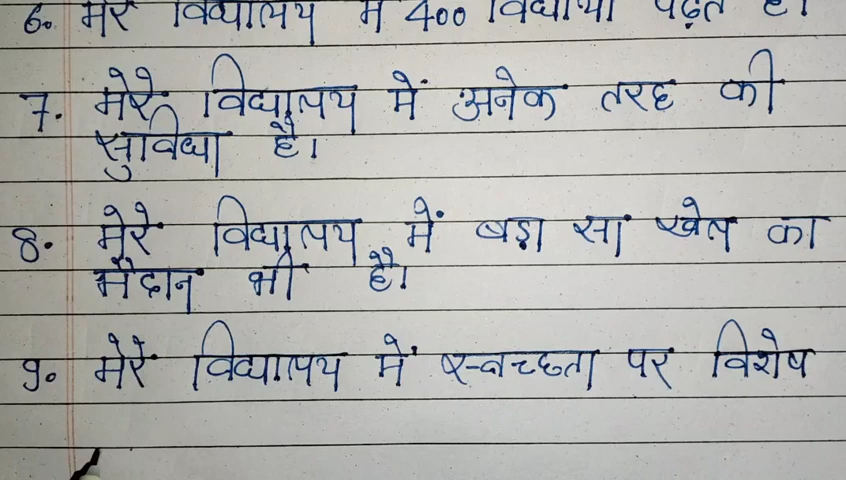 6. मेरे विद्यालय में 400 विद्यार्थी पढ़ते हैं।
7. मेरे विद्यालय में अनेक तरह की
सुविधा है।
8. मेरे विद्यालय में बड़ा सा खेल का
मैदान भी है।
9. मेरे विद्यालय में स्वच्छता पर विशेष